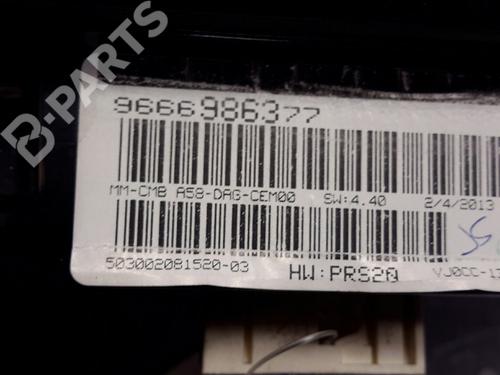 B-PARTS
9666986377
MM-CMB A58-DAG-CEM00 SW:4.40 2/4/2013
503002081520-03 HW:PRS20